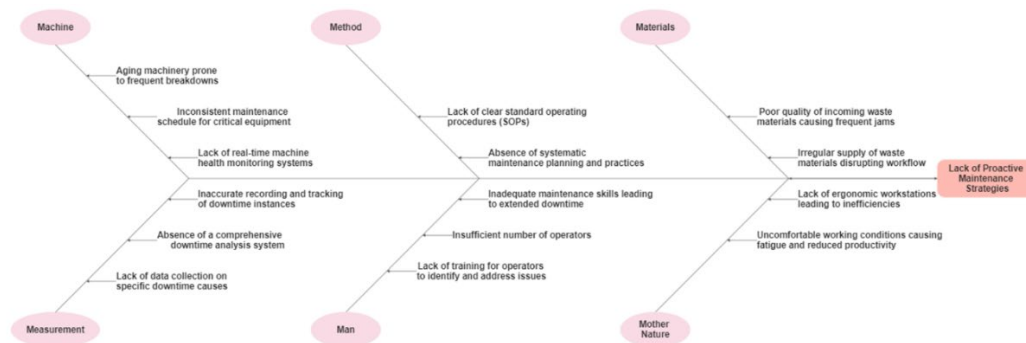 Machine
Method
Materials
Aging machinery prone
to frequent breakdowns
Inconsistent maintenance
schedule for critical equipment
Lack of real-time machine
health monitoring systems
Lack of clear standard operating
procedures (SOPs)
Absence of systematic
maintenance planning and practices
Poor quality of incoming waste
materials causing frequent jams
Irregular supply of waste
materials disrupting workflow
Lack of Proactive
Maintenance
Strategies
Inaccurate recording and tracking
of downtime instances
Absence of a comprehensive
downtime analysis system
Lack of data collection on
specific downtime causes
Inadequate maintenance skills leading
to extended downtime
Insufficient number of operators
Lack of training for operators
to identify and address issues
Lack of ergonomic workstations
leading to inefficiencies
Uncomfortable working conditions causing
fatigue and reduced productivity
Measurement
Man
Mother
Nature